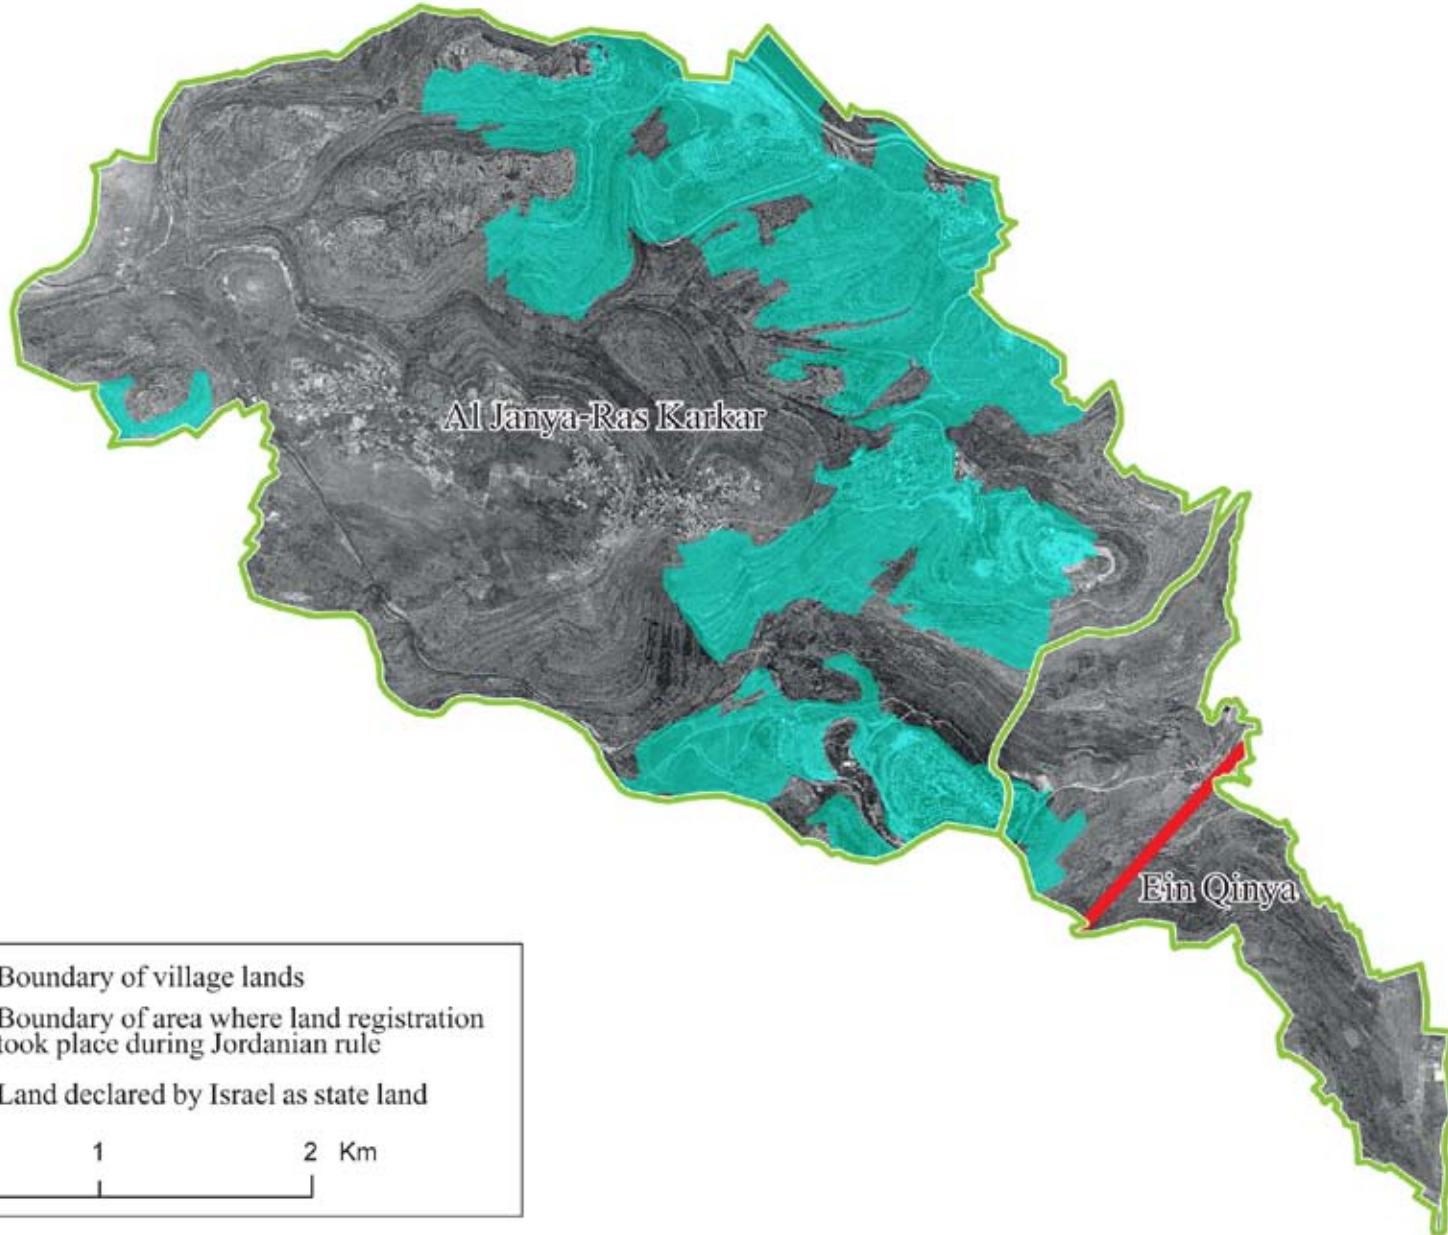 Al Janya-Ras Karkar
Ein Qinya
Boundary of village lands
Boundary of area where land registration
took place during Jordanian rule
Land declared by Israel as state land
1 2 Km